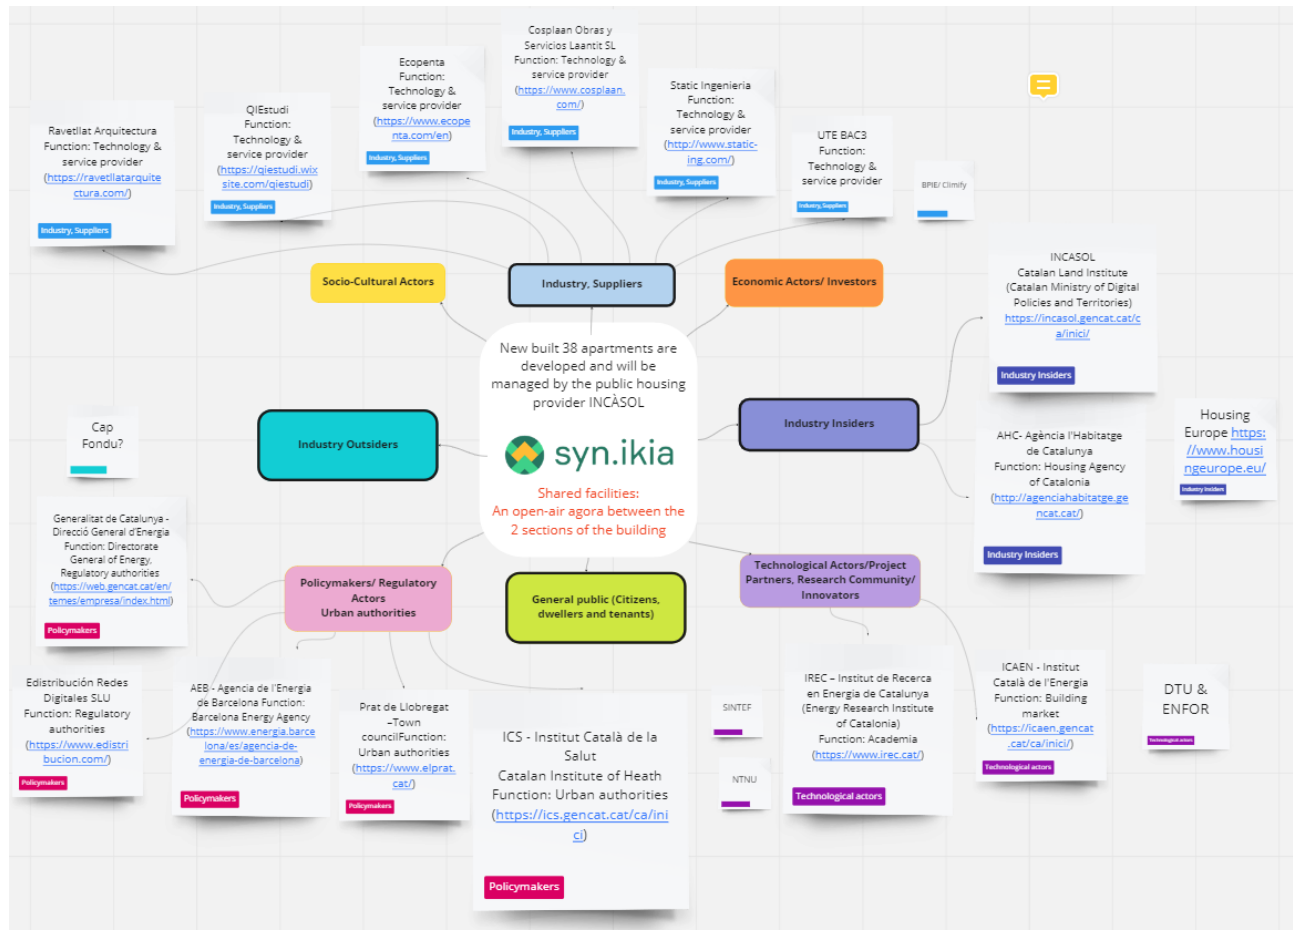 Cosplaan Obras y
Servicios Laantit SL
Function: Technology &
service provider
(https://www.cosplaan.
com/)
Industry, Suppliers
Ecopenta
Function:
Technology &
service provider
(https://www.ecope
nta.com/en)
Industry, Suppliers
Static Ingenieria
Function:
Technology &
service provider
(http://www.static-
ing.com/)
Industry, Suppliers
QIEstudi
Function:
Technology &
service provider
(https://qiestudi.wix
site.com/qiestudi)
Industry, Suppliers
Ravetllat Arquitectura
Function: Technology &
service provider
(https://ravetllatarquite
ctura.com/)
Industry, Suppliers
UTE BAC3
Function:
Technology &
service provider
Industry, Suppliers
BPIE/ Climify
Socio-Cultural Actors
Industry, Suppliers
Economic Actors/ Investors
INCASOL
Catalan Land Institute
(Catalan Ministry of Digital
Policies and Territories)
https://incasol.gencat.cat/c
a/inici/
Industry Insiders
New built 38 apartments are
developed and will be
managed by the public housing
provider INCÀSOL
syn.ikia
Shared facilities:
An open-air agora between the
2 sections of the building
Industry Outsiders
Industry Insiders
Cap
Fondu?
AHC- Agència l'Habitatge
de Catalunya
Function: Housing Agency
of Catalonia
(http://agenciahabitatge.ge
ncat.cat/)
Industry Insiders
Housing
Europe https:
//www.housi
ngeurope.eu/
Industry Insiders
Generalitat de Catalunya -
Direcció General d'Energia
Function: Directorate
General of Energy,
Regulatory authorities
(https://web.gencat.cat/en/
temes/empresa/index.html)
Policymakers
Policymakers/ Regulatory
Actors
Urban authorities
General public (Citizens,
dwellers and tenants)
Technological Actors/Project
Partners, Research Community/
Innovators
Edistribución Redes
Digitales SLU
Function: Regulatory
authorities
(https://www.edistri
bucion.com/)
Policymakers
AEB - Agencia de l'Energia
de Barcelona Function:
Barcelona Energy Agency
(https://www.energia.barce
lona/es/agencia-de-
energia-de-barcelona)
Policymakers
Prat de Llobregat
–Town
councilFunction:
Urban authorities
(https://www.elprat.
cat/)
Policymakers
ICS - Institut Català de la
Salut
Catalan Institute of Heath
Function: Urban authorities
(https://ics.gencat.cat/ca/ini
ci)
Policymakers
SINTEF
NTNU
IREC – Institut de Recerca
en Energia de Catalunya
(Energy Research Institute
of Catalonia)
Function: Academia
(https://www.irec.cat/)
Technological actors
ICAEN - Institut
Català de l'Energia
Function: Building
market
(https://icaen.gencat
.cat/ca/inici/)
Technological actors
DTU &
ENFOR
Technological actors